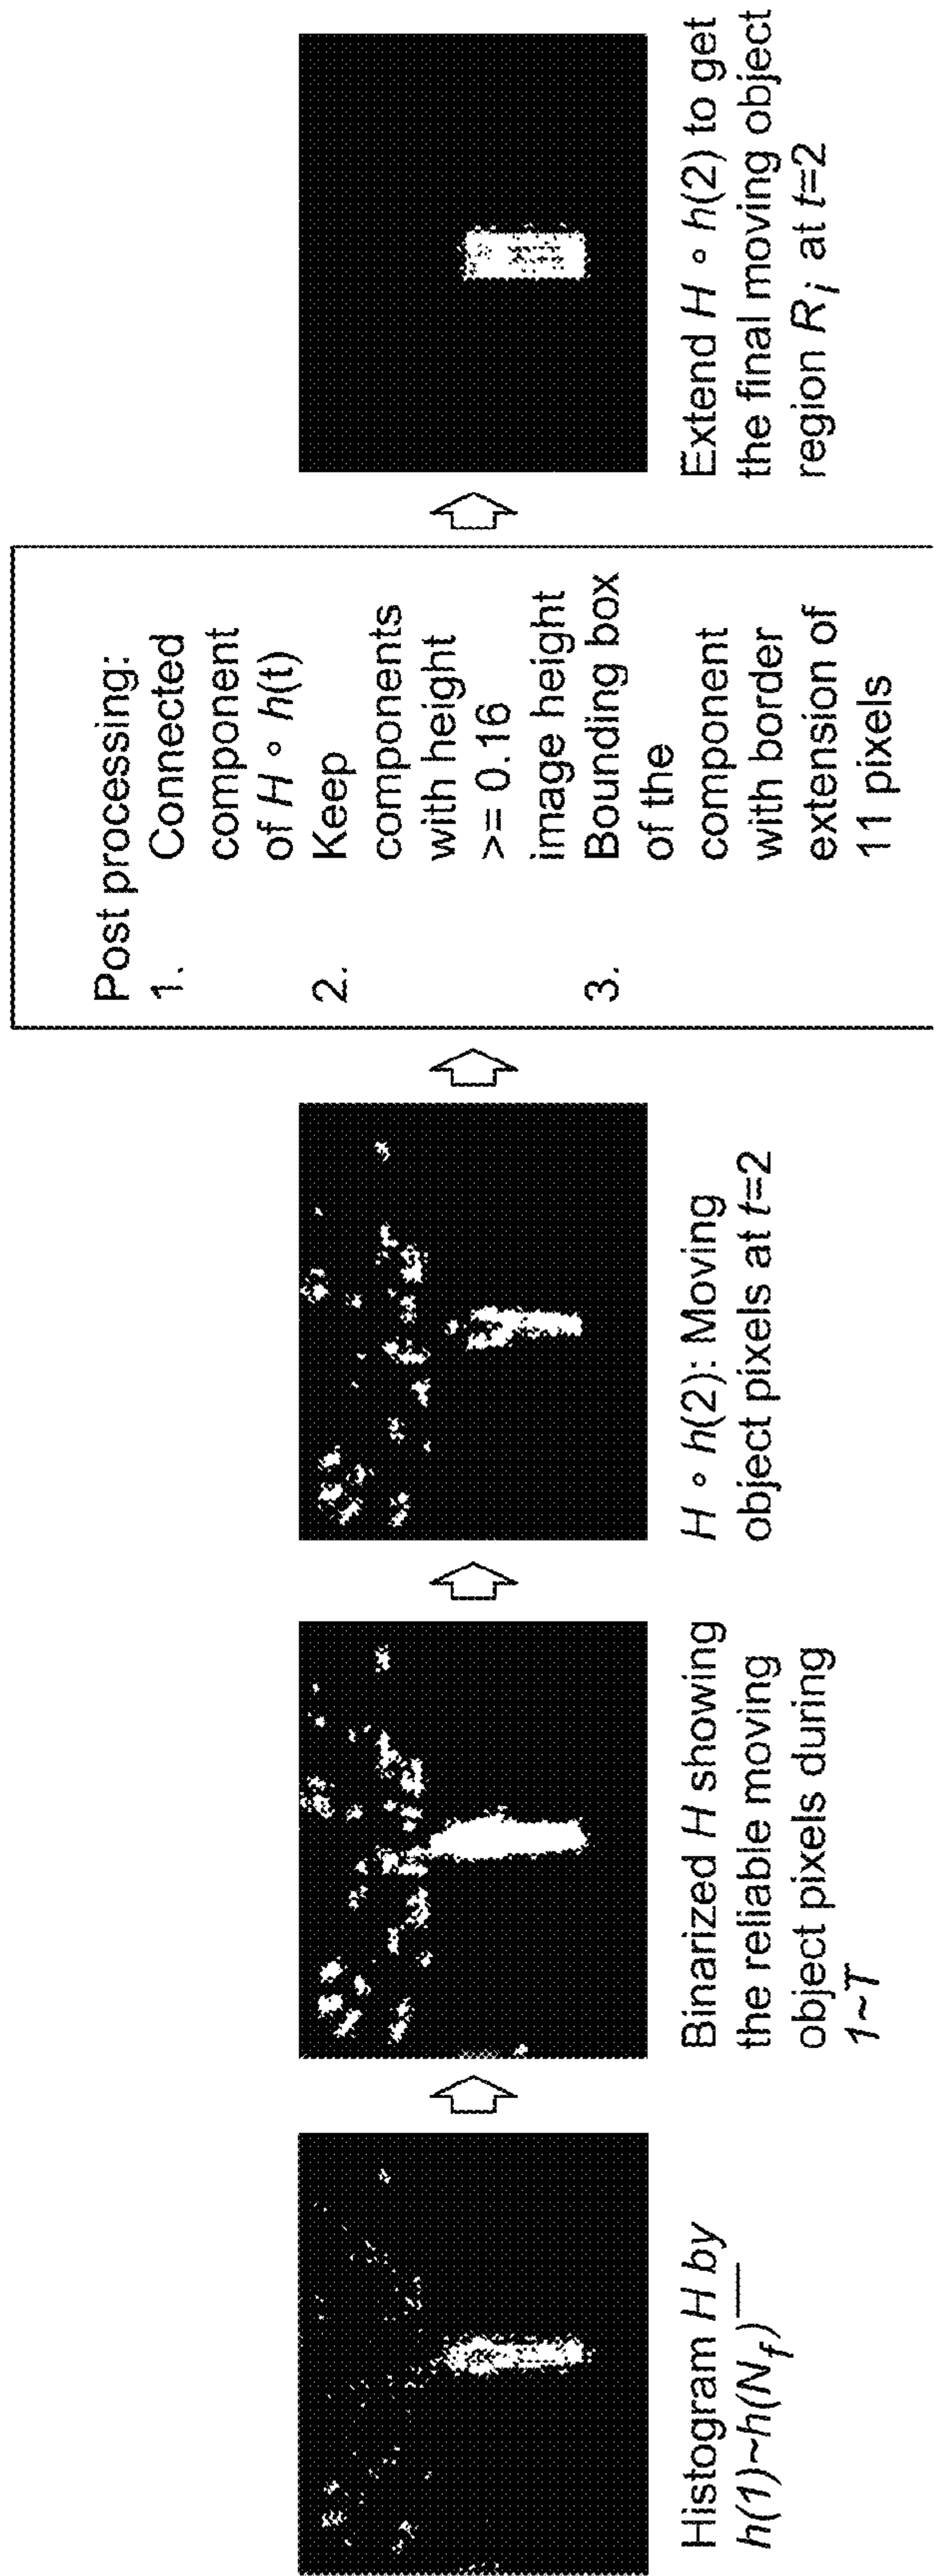 Histogram H by
h(1)~h(N_f)
Binarized H showing
the reliable moving
object pixels during
1~T
H ∘ h(2): Moving
object pixels at t=2
Post processing:
1. Connected
component
of H ∘ h(t)
2. Keep
components
with height
>= 0.16
image height
3. Bounding box
of the
component
with border
extension of
11 pixels
Extend H ∘ h(2) to get
the final moving object
region R_i at t=2